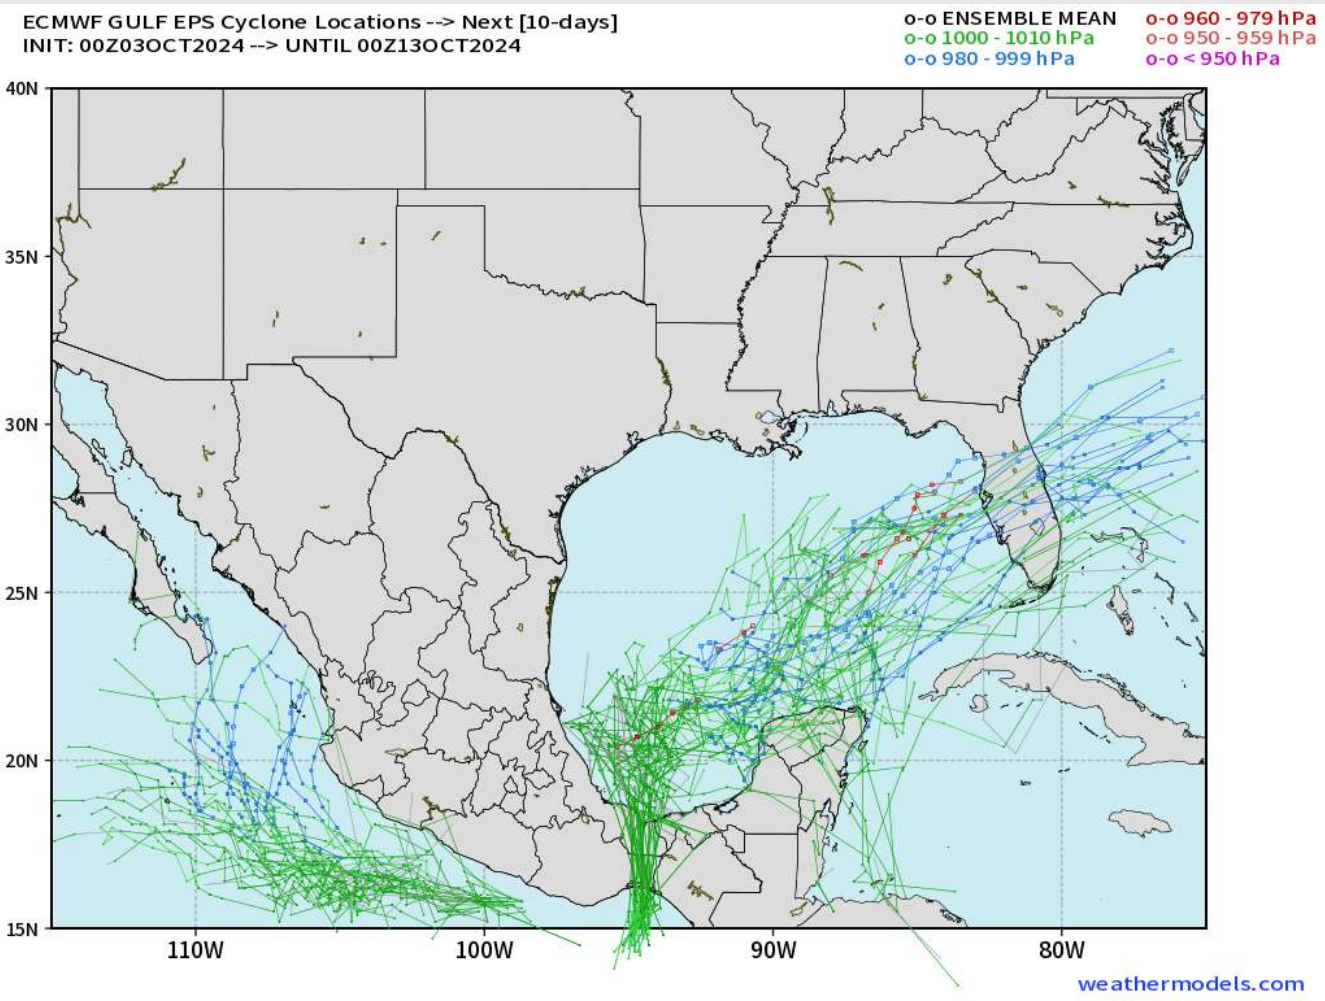 ECMWF GULF EPS Cyclone Locations --> Next [10-days]
INIT: 00Z03OCT2024 --> UNTIL 00Z13OCT2024
o-o ENSEMBLE MEAN
o-o 1000 - 1010 hPa
o-o 980 - 999 hPa
o-o 960 - 979 hPa
o-o 950 - 959 hPa
o-o < 950 hPa
40N
35N
30N
25N
20N
15N
110W
100W
90W
80W
weathermodels.com